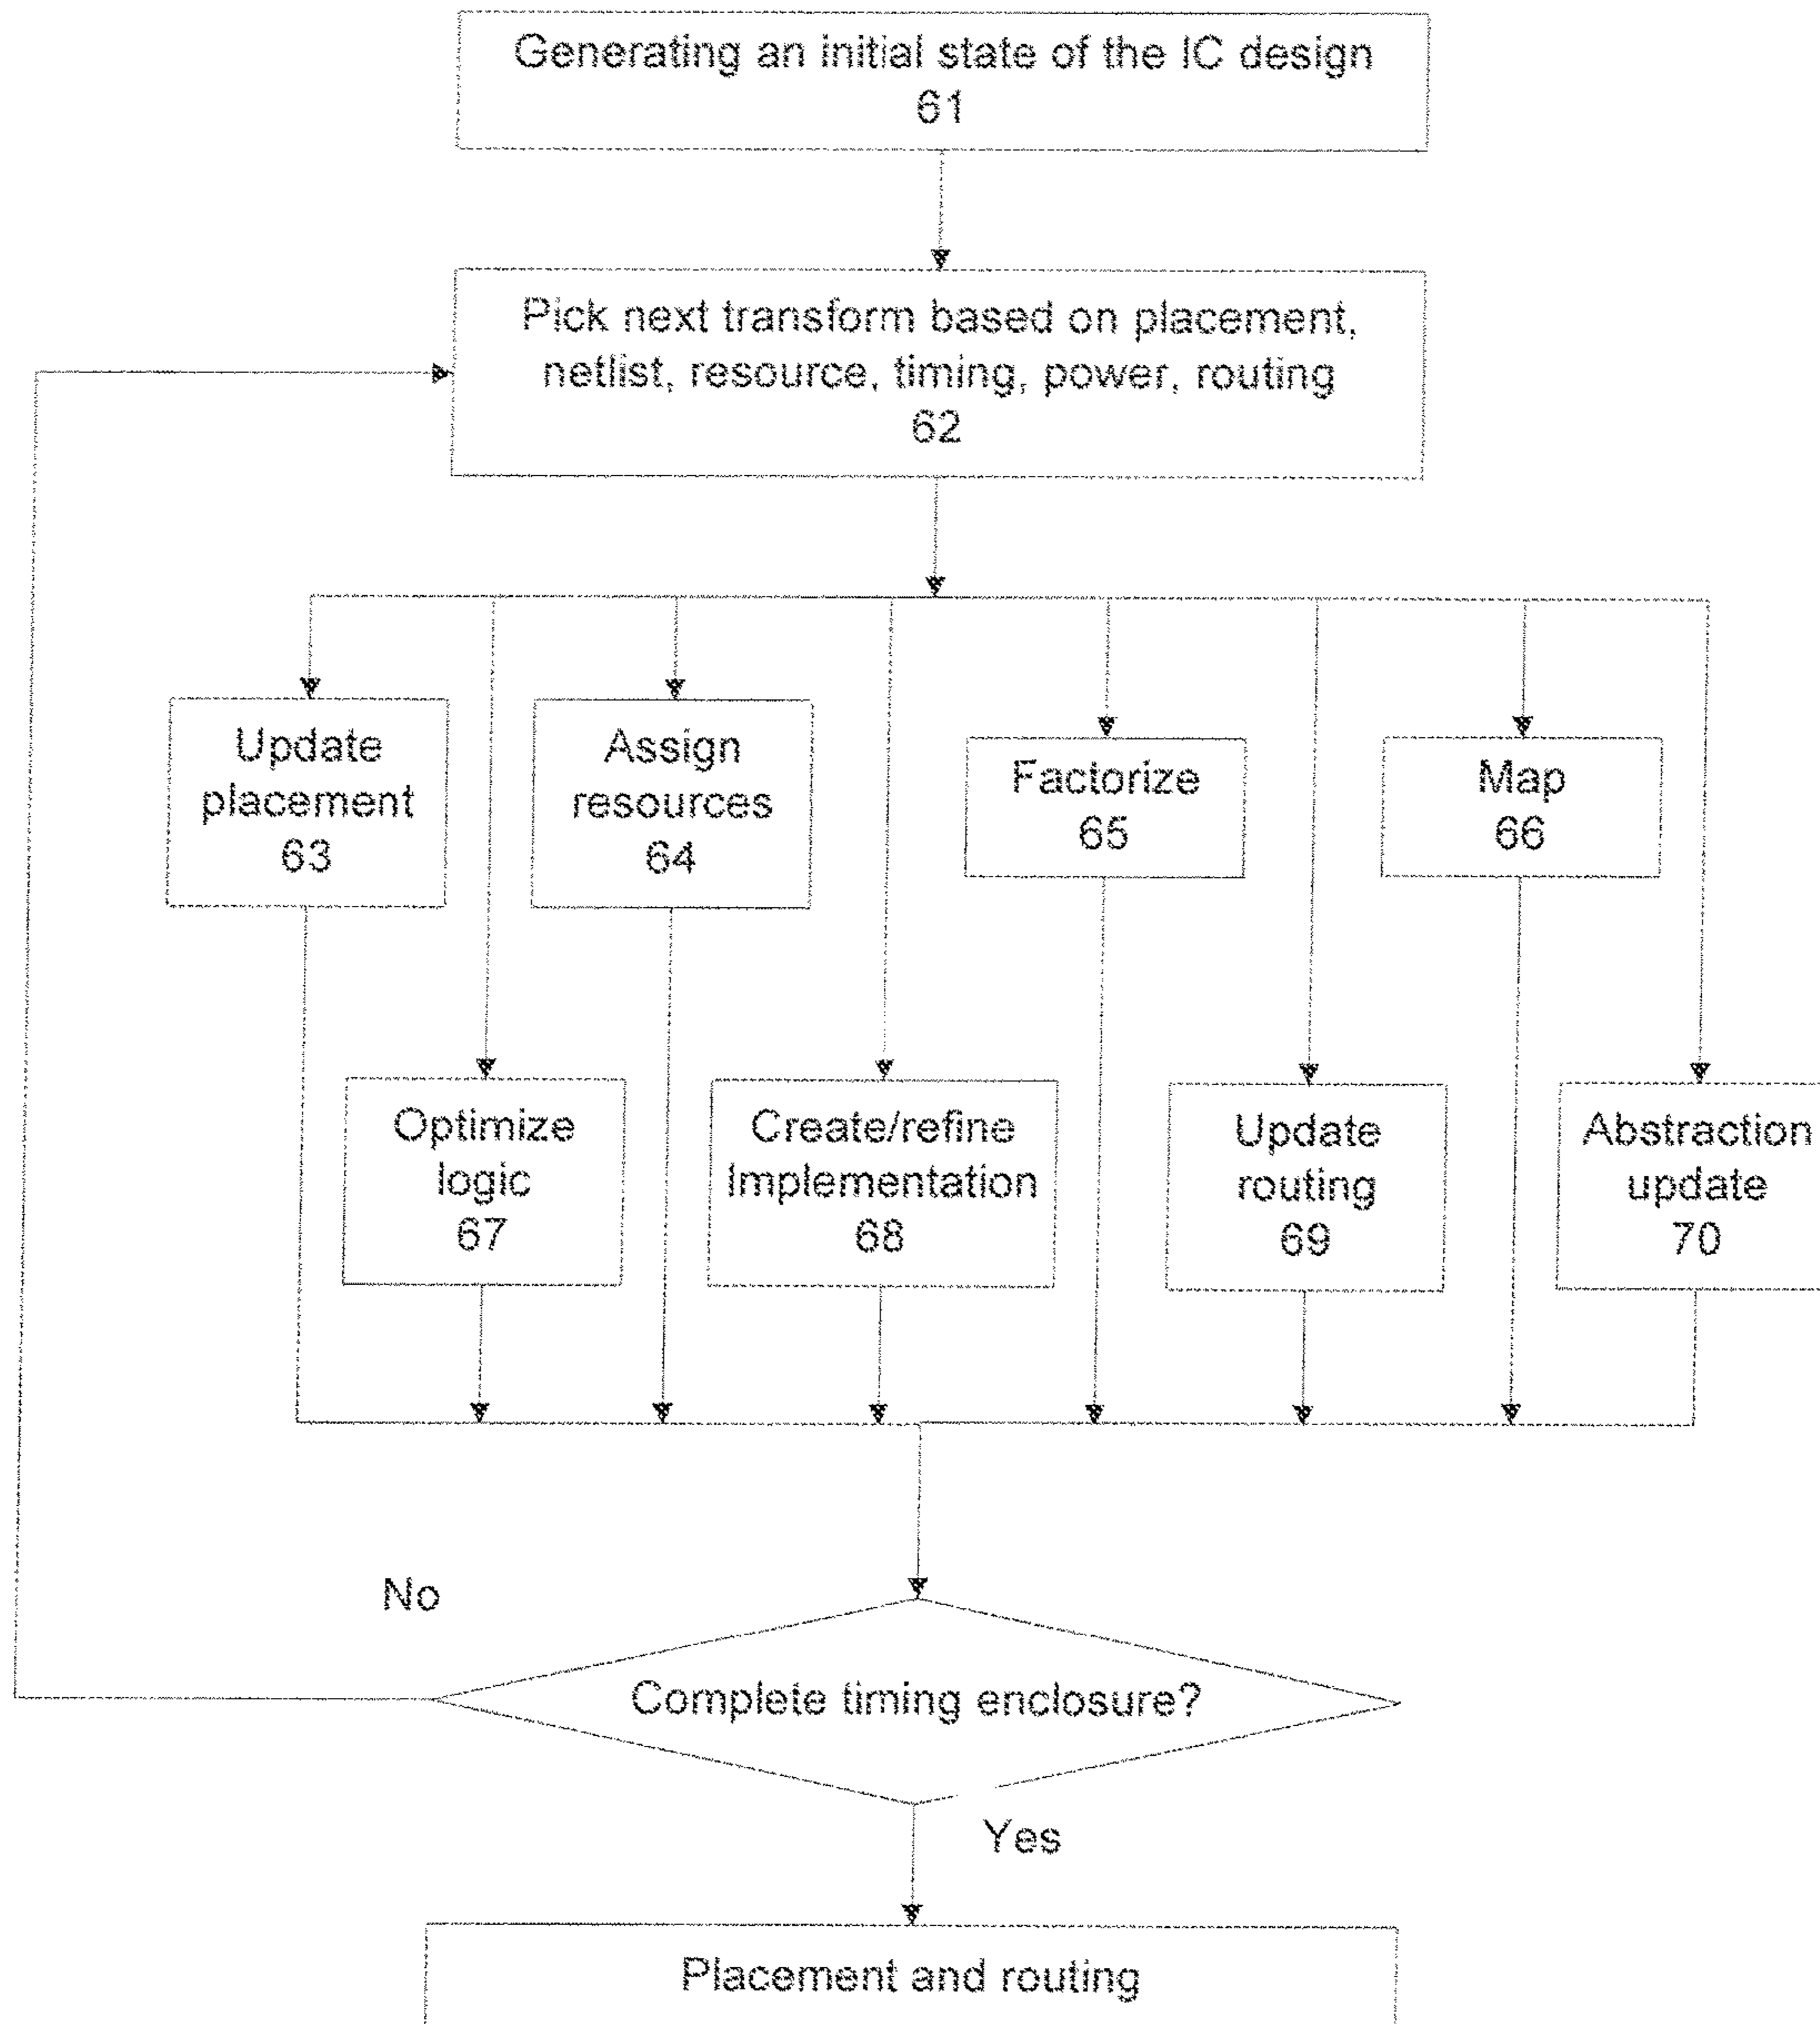 Generating an initial state of the IC design
61
Pick next transform based on placement,
netlist, resource, timing, power, routing
62
Update
placement
63
Assign
resources
64
Factorize
65
Map
66
Optimize
logic
67
Create/refine
Implementation
68
Update
routing
69
Abstraction
update
70
No
Complete timing enclosure?
Yes
Placement and routing